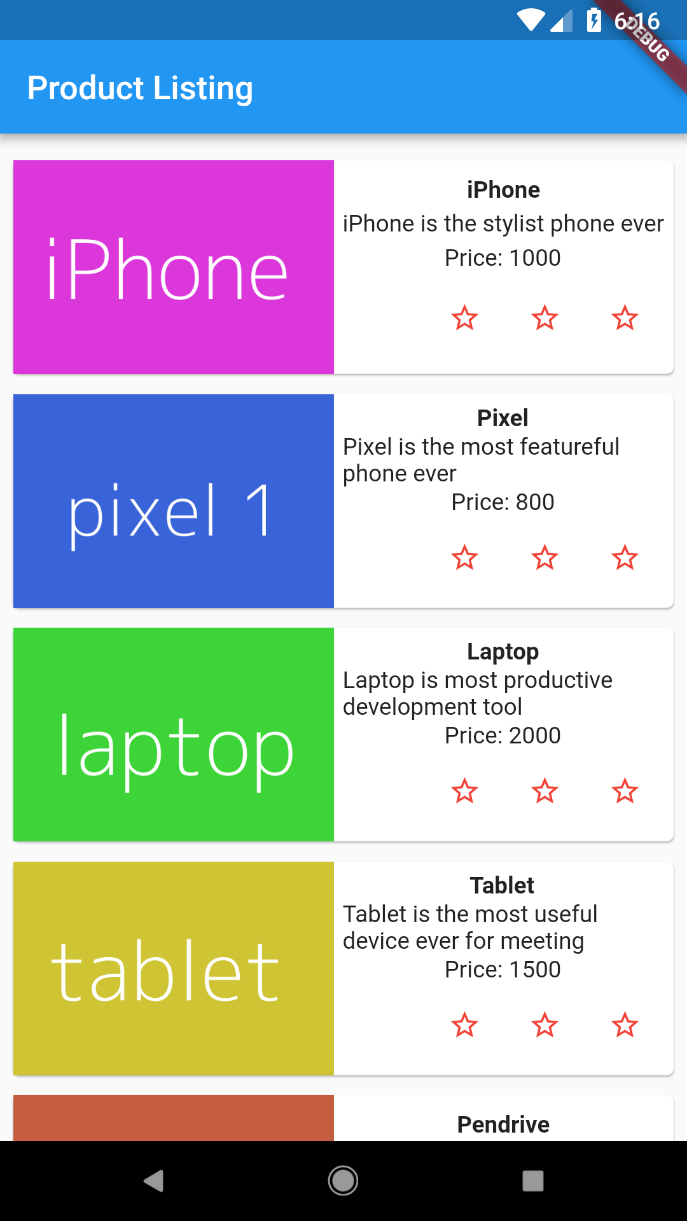 6:16
DEBUG
Product Listing
iPhone
iPhone
iPhone is the stylist phone ever
Price: 1000
pixel 1
Pixel
Pixel is the most featureful
phone ever
Price: 800
laptop
Laptop
Laptop is most productive
development tool
Price: 2000
tablet
Tablet
Tablet is the most useful
device ever for meeting
Price: 1500
Pendrive